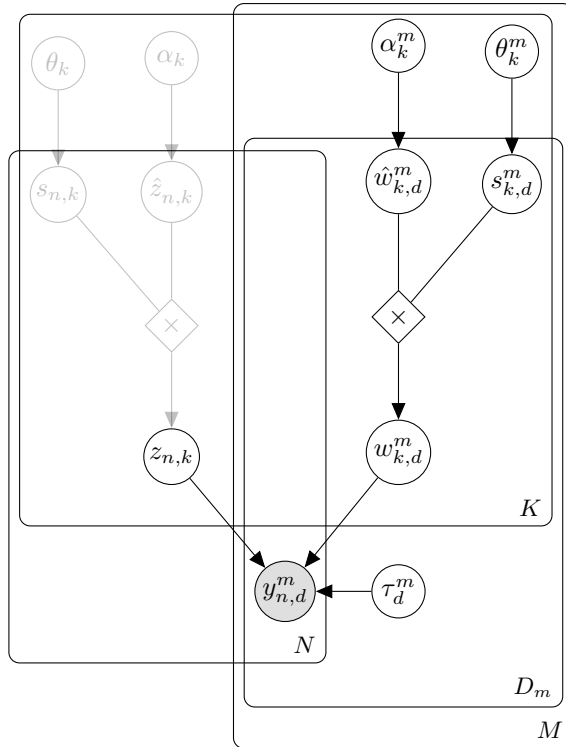 θ_k α_k α_k^m θ_k^m
s_{n,k} ẑ_{n,k} ŵ_{k,d}^m s_{k,d}^m
× ×
z_{n,k} w_{k,d}^m
K
y_{n,d}^m τ_d^m
N
D_m
M